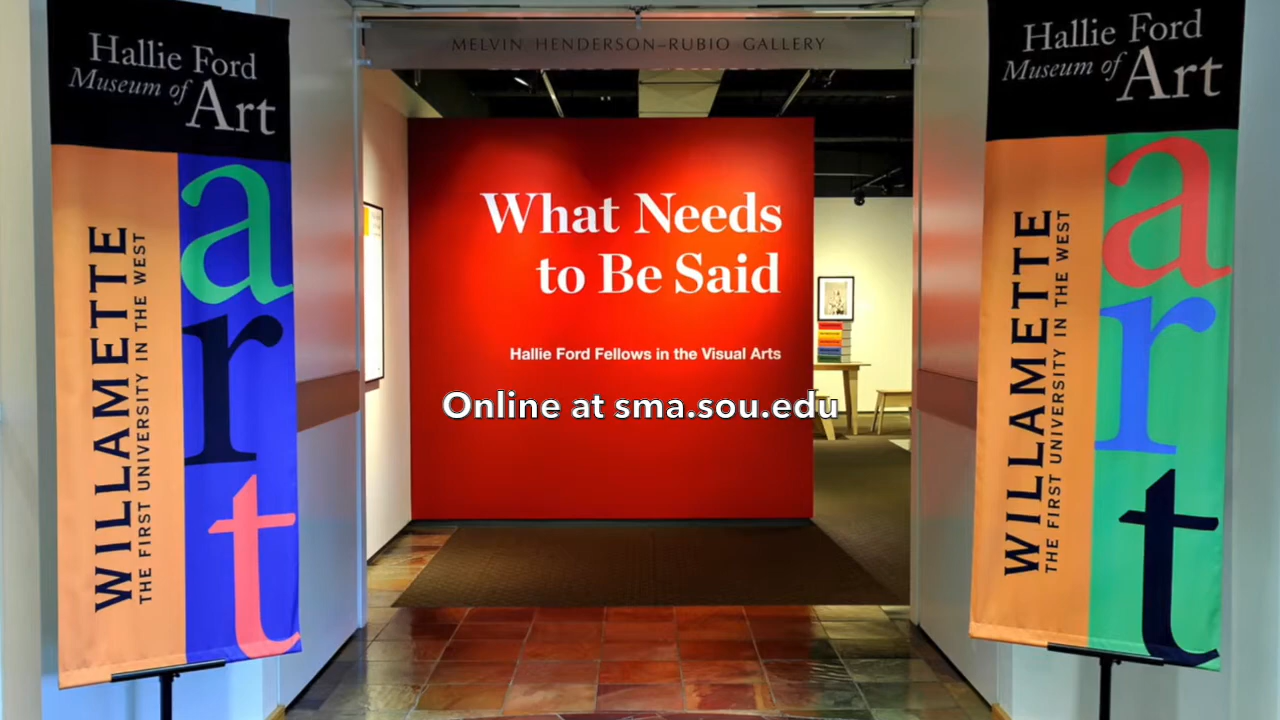 Hallie Ford
Museum of
Art
WILLAMETTE
THE FIRST UNIVERSITY IN THE WEST
art
MELVIN HENDERSON-RUBIO GALLERY
What Needs
to Be Said
Hallie Ford Fellows in the Visual Arts
Online at sma.sou.edu
Hallie Ford
Museum of
Art
WILLAMETTE
THE FIRST UNIVERSITY IN THE WEST
art